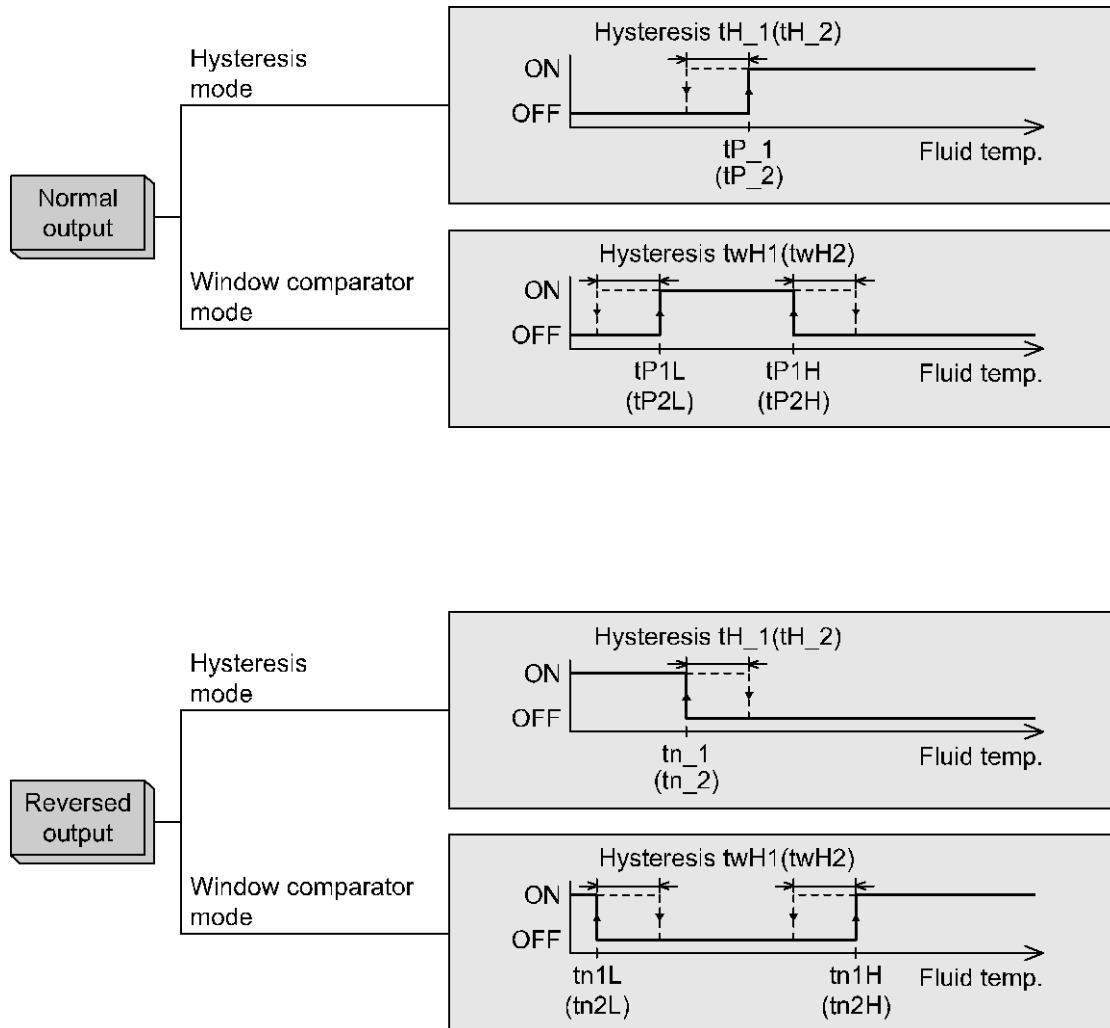 Normal
output
Hysteresis
mode
Hysteresis tH_1(tH_2)
ON
OFF
tP_1
(tP_2)
Fluid temp.
Window comparator
mode
Hysteresis twH1(twH2)
ON
OFF
tP1L
(tP2L)
tP1H
(tP2H)
Fluid temp.
Reversed
output
Hysteresis
mode
Hysteresis tH_1(tH_2)
ON
OFF
tn_1
(tn_2)
Fluid temp.
Window comparator
mode
Hysteresis twH1(twH2)
ON
OFF
tn1L
(tn2L)
tn1H
(tn2H)
Fluid temp.